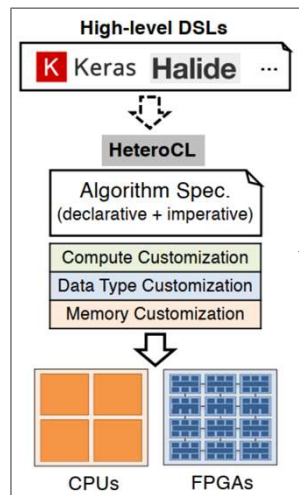 High-level DSLs
K Keras Halide ...
HeteroCL
Algorithm Spec.
(declarative + imperative)
Compute Customization
Data Type Customization
Memory Customization
CPUs FPGAs